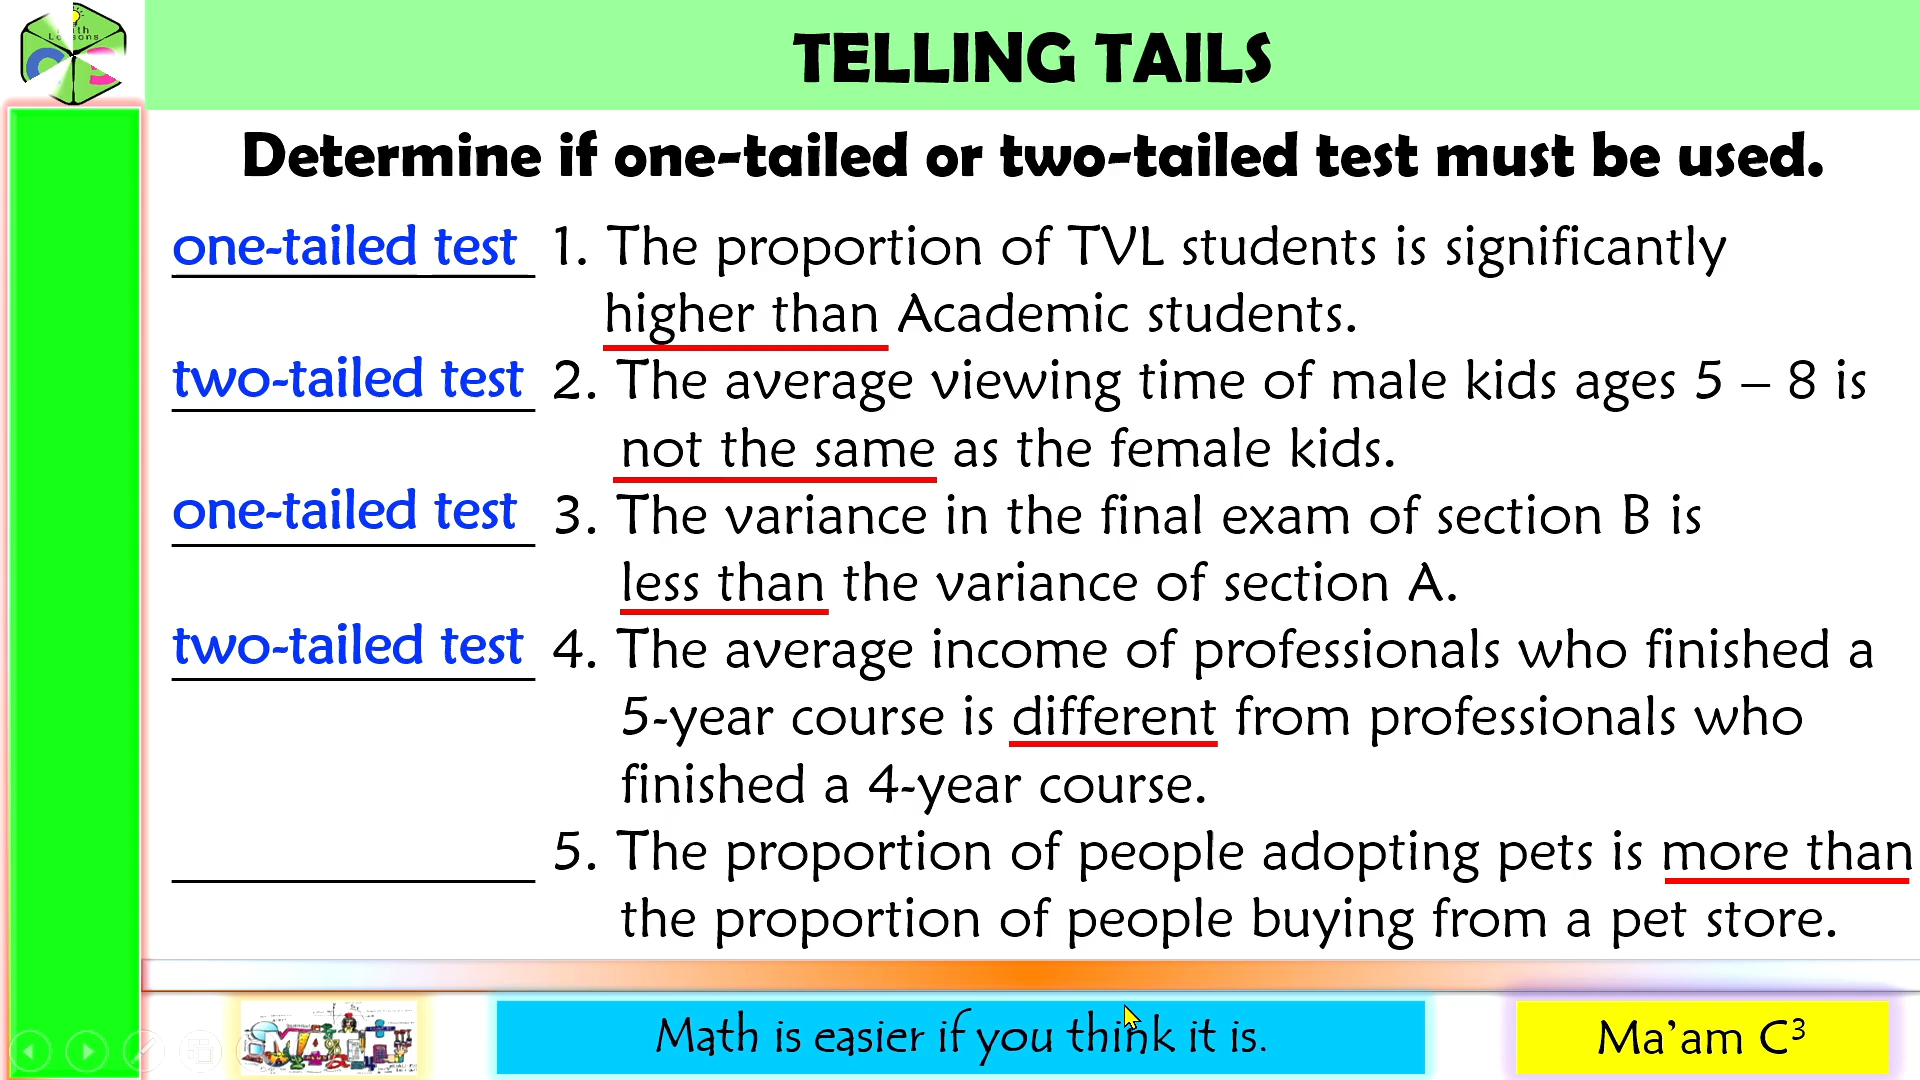 TELLING TAILS
Determine if one-tailed or two-tailed test must be used.
one-tailed test 1. The proportion of TVL students is significantly
higher than Academic students.
two-tailed test 2. The average viewing time of male kids ages 5 – 8 is
not the same as the female kids.
one-tailed test 3. The variance in the final exam of section B is
less than the variance of section A.
two-tailed test 4. The average income of professionals who finished a
5-year course is different from professionals who
finished a 4-year course.
5. The proportion of people adopting pets is more than
the proportion of people buying from a pet store.
MATH
Math is easier if you think it is.
Ma'am C³